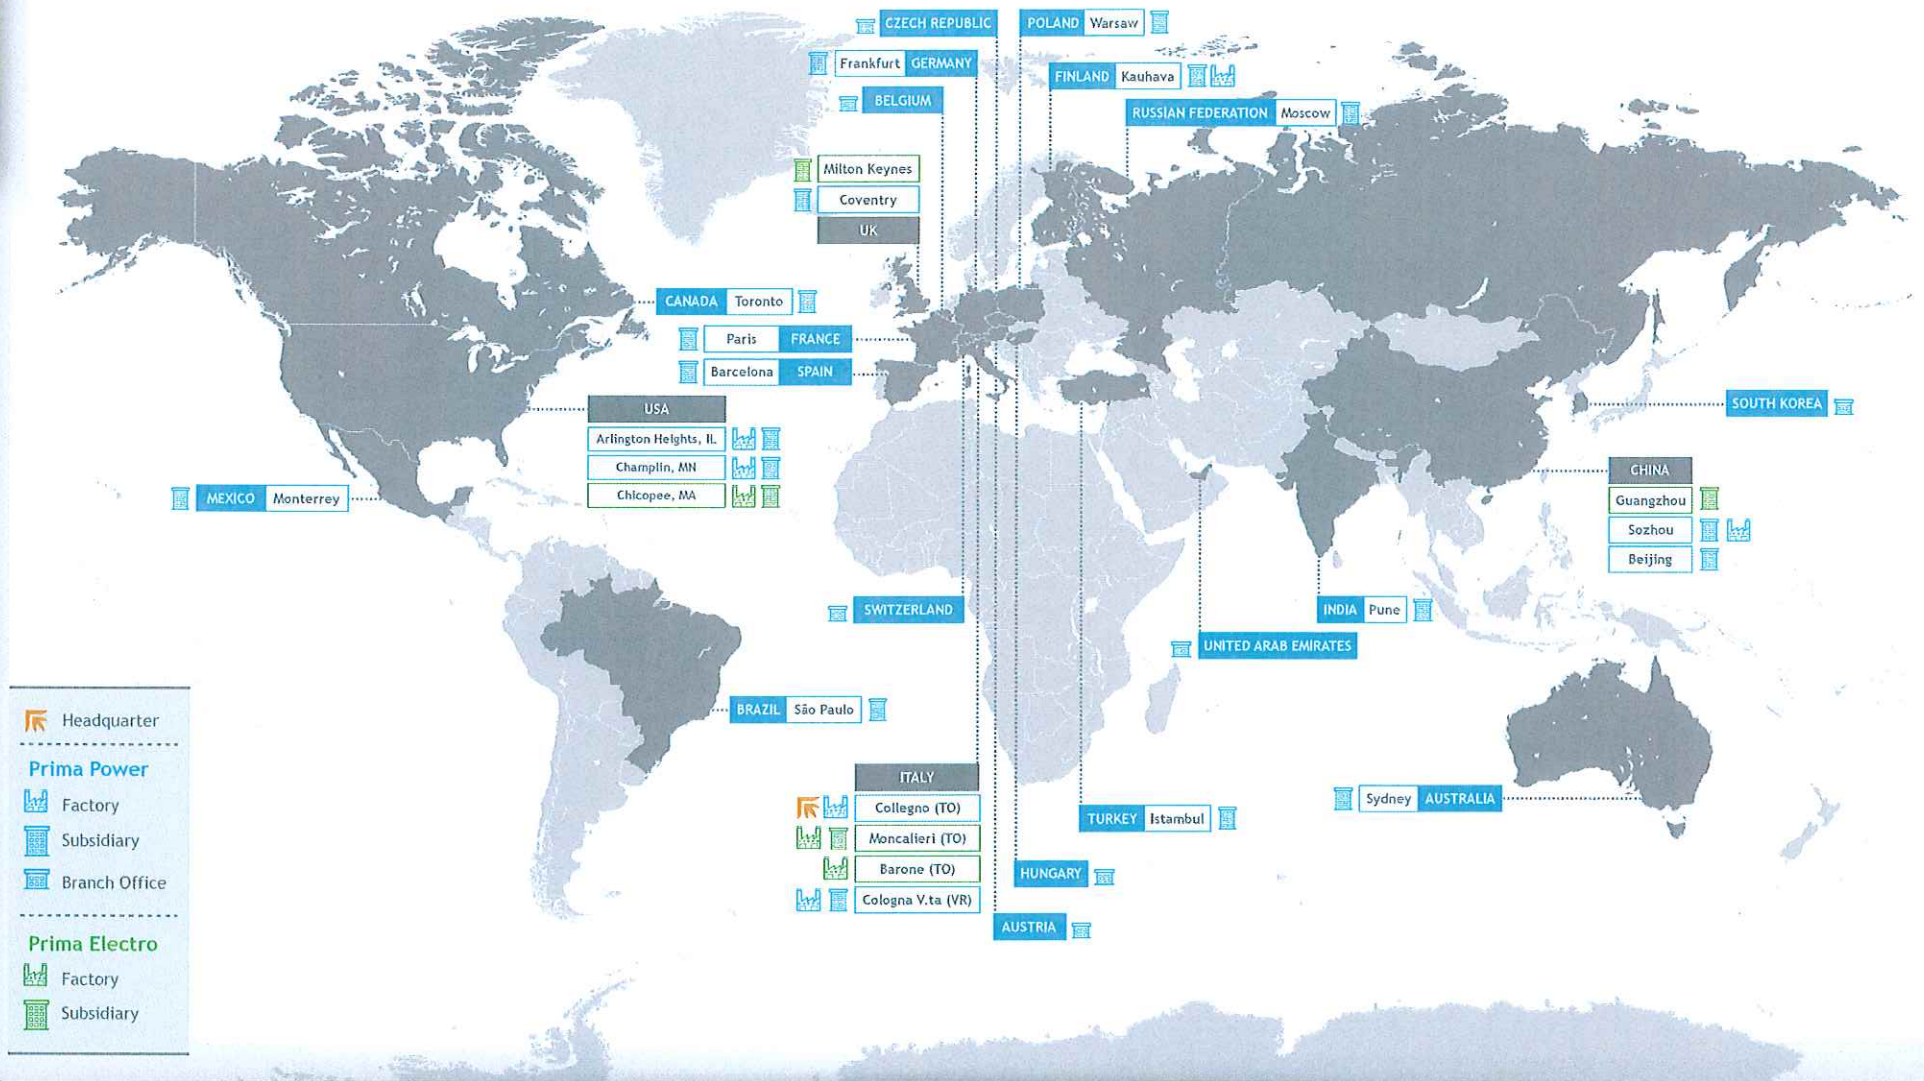 CZECH REPUBLIC
POLAND Warsaw
Frankfurt GERMANY
FINLAND Kauhava
BELGIUM
RUSSIAN FEDERATION Moscow
Milton Keynes
Coventry
UK
CANADA Toronto
Paris FRANCE
Barcelona SPAIN
USA
Arlington Heights, IL
Champlin, MN
Chicopee, MA
MEXICO Monterrey
SOUTH KOREA
CHINA
Guangzhou
Sozhou
Beijing
SWITZERLAND
INDIA Pune
UNITED ARAB EMIRATES
BRAZIL São Paulo
ITALY
Collegno (TO)
Moncalieri (TO)
Barone (TO)
Cologna V.ta (VR)
TURKEY Istambul
Sydney AUSTRALIA
HUNGARY
AUSTRIA
Headquarter
Prima Power
Factory
Subsidiary
Branch Office
Prima Electro
Factory
Subsidiary